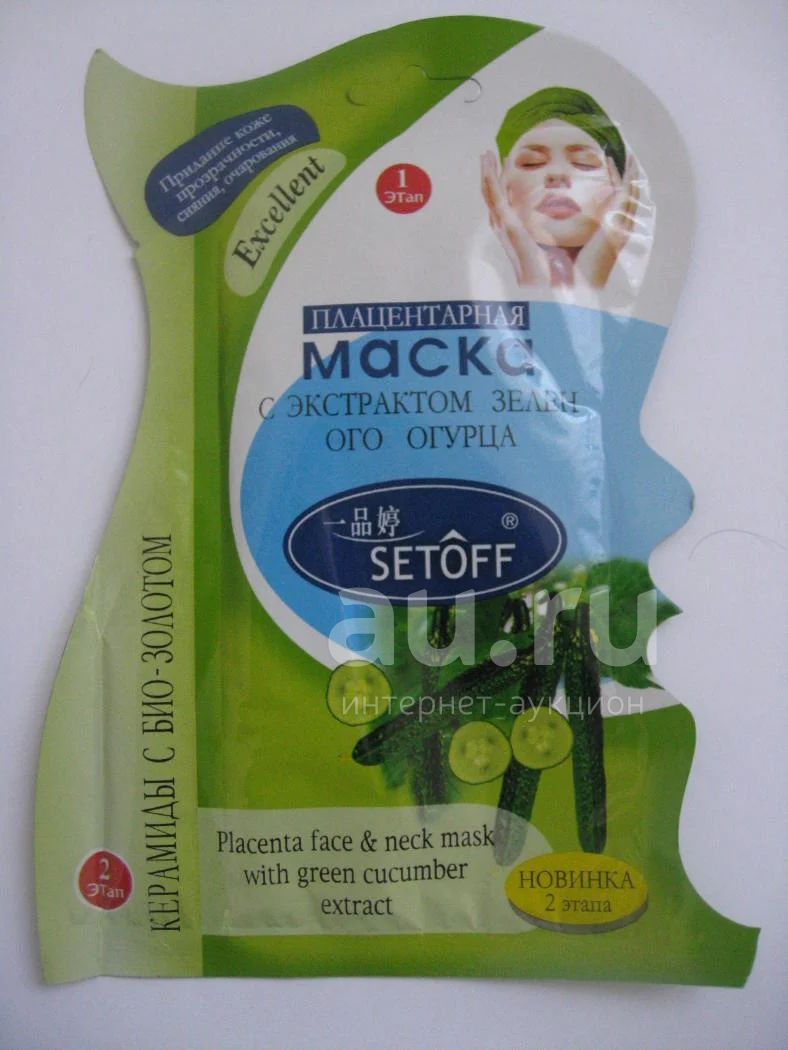 Придание коже
прозрачности,
сияния, очарования
Excellent
1
Этап
ПЛАЦЕНТАРНАЯ
маска
С ЭКСТРАКТОМ ЗЕЛЕН
ОГО ОГУРЦА
一品婷 ®
SETÔFF
au.ru
интернет-аукцион
КЕРАМИДЫ С БИО-ЗОЛОТОМ
2
Этап
Placenta face & neck mask
with green cucumber
extract
НОВИНКА
2 этапа